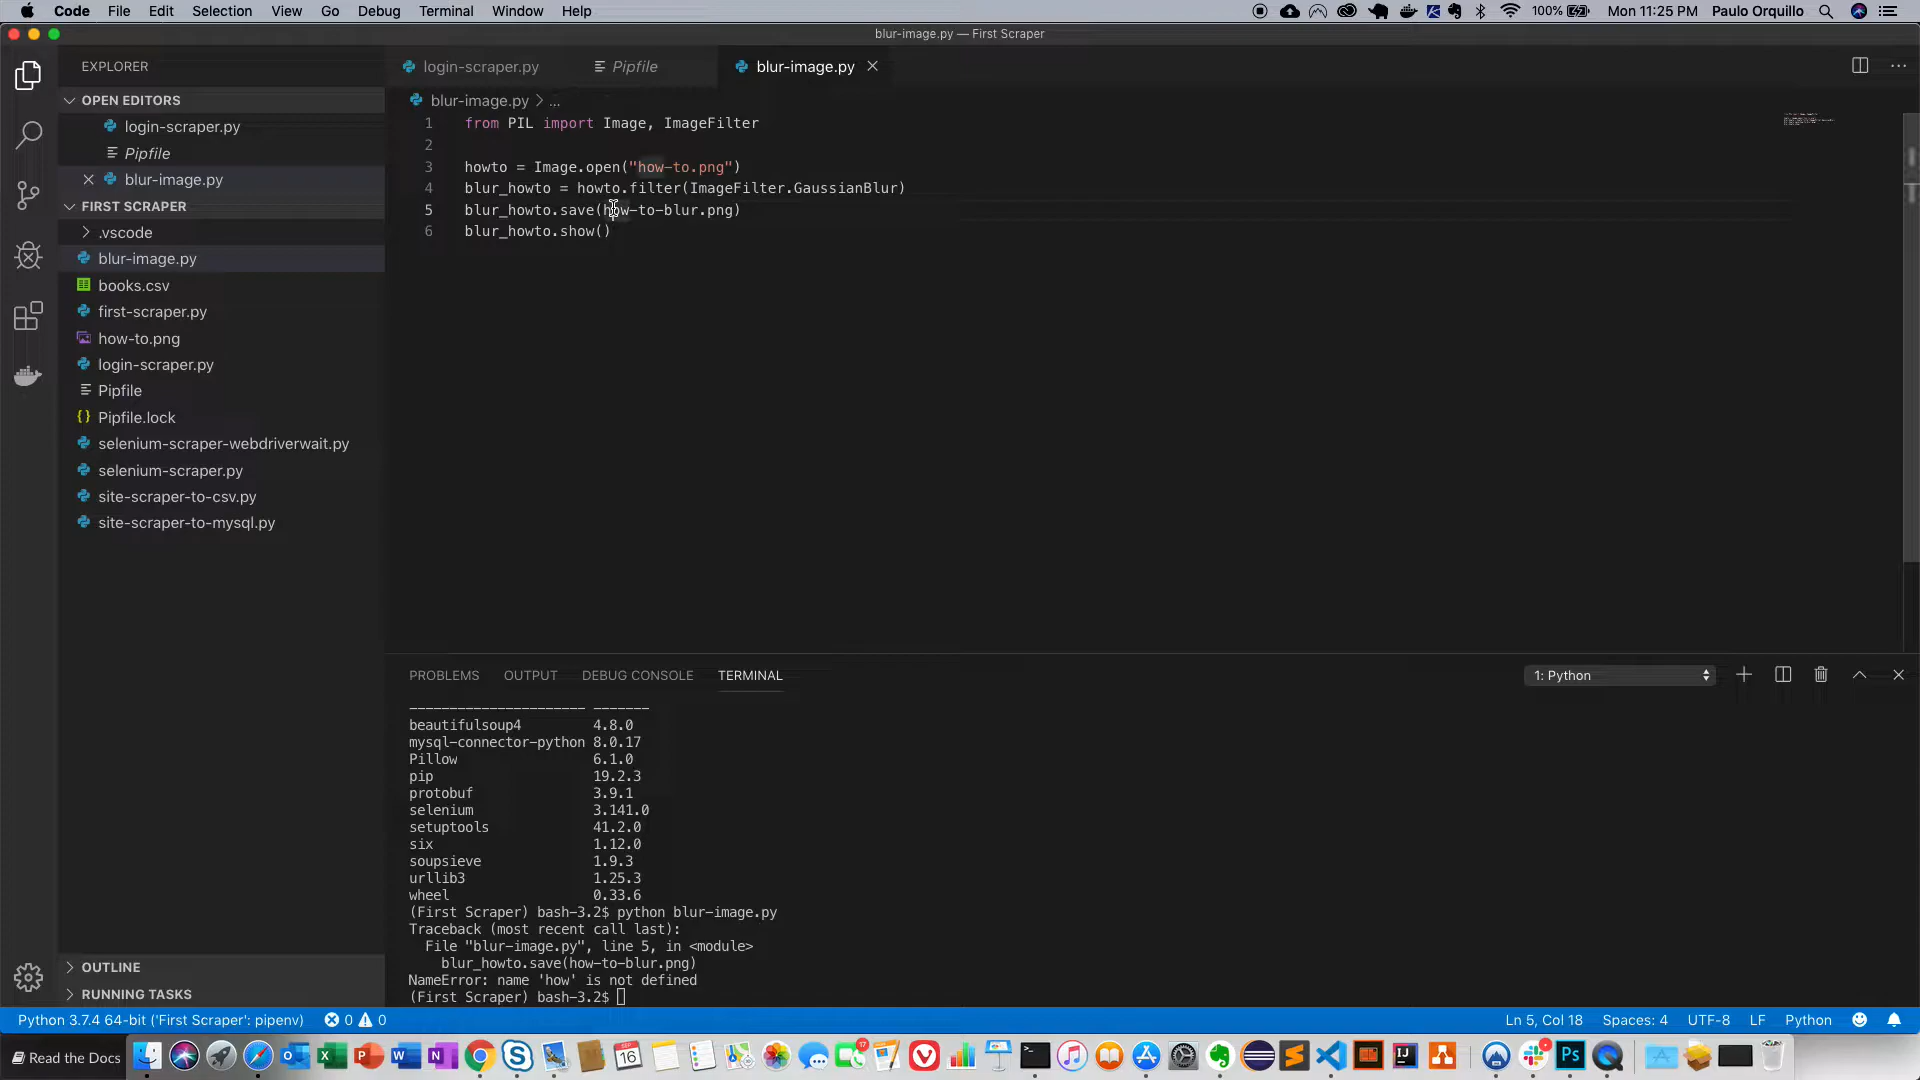 Code File Edit Selection View Go Debug Terminal Window Help 100% Mon 11:25 PM Paulo Orquillo
blur-image.py — First Scraper
EXPLORER
OPEN EDITORS
login-scraper.py
Pipfile
blur-image.py
FIRST SCRAPER
.vscode
blur-image.py
books.csv
first-scraper.py
how-to.png
login-scraper.py
Pipfile
Pipfile.lock
selenium-scraper-webdriverwait.py
selenium-scraper.py
site-scraper-to-csv.py
site-scraper-to-mysql.py
OUTLINE
RUNNING TASKS
login-scraper.py Pipfile blur-image.py
blur-image.py > ...
1 from PIL import Image, ImageFilter
2
3 howto = Image.open("how-to.png")
4 blur_howto = howto.filter(ImageFilter.GaussianBlur)
5 blur_howto.save(how-to-blur.png)
6 blur_howto.show()
PROBLEMS OUTPUT DEBUG CONSOLE TERMINAL 1: Python
---------------------- -------
beautifulsoup4 4.8.0
mysql-connector-python 8.0.17
Pillow 6.1.0
pip 19.2.3
protobuf 3.9.1
selenium 3.141.0
setuptools 41.2.0
six 1.12.0
soupsieve 1.9.3
urllib3 1.25.3
wheel 0.33.6
(First Scraper) bash-3.2$ python blur-image.py
Traceback (most recent call last):
File "blur-image.py", line 5, in <module>
blur_howto.save(how-to-blur.png)
NameError: name 'how' is not defined
(First Scraper) bash-3.2$
Python 3.7.4 64-bit ('First Scraper': pipenv) 0 0 Ln 5, Col 18 Spaces: 4 UTF-8 LF Python
Read the Docs 16 17 Ps